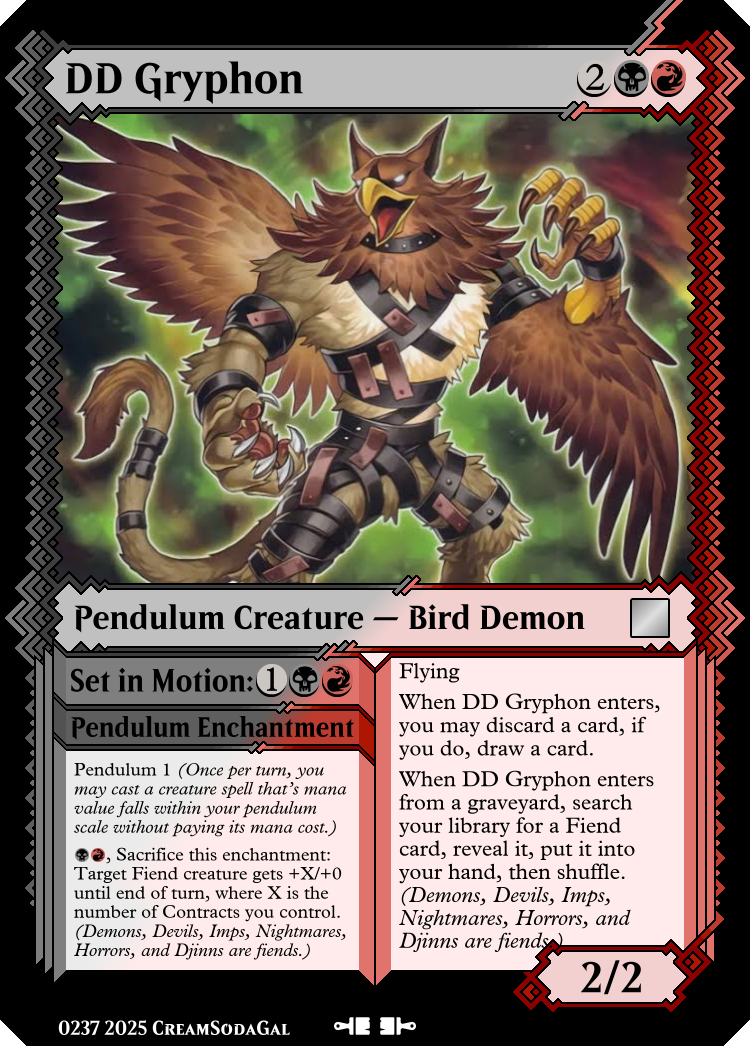 DD Gryphon
2
Pendulum Creature — Bird Demon
Set in Motion: 1
Pendulum Enchantment
Pendulum 1 (Once per turn, you
may cast a creature spell that's mana
value falls within your pendulum
scale without paying its mana cost.)
, Sacrifice this enchantment:
Target Fiend creature gets +X/+0
until end of turn, where X is the
number of Contracts you control.
(Demons, Devils, Imps, Nightmares,
Horrors, and Djinns are fiends.)
Flying
When DD Gryphon enters,
you may discard a card, if
you do, draw a card.
When DD Gryphon enters
from a graveyard, search
your library for a Fiend
card, reveal it, put it into
your hand, then shuffle.
(Demons, Devils, Imps,
Nightmares, Horrors, and
Djinns are fiends.)
2/2
0237 2025 CreamSodaGal